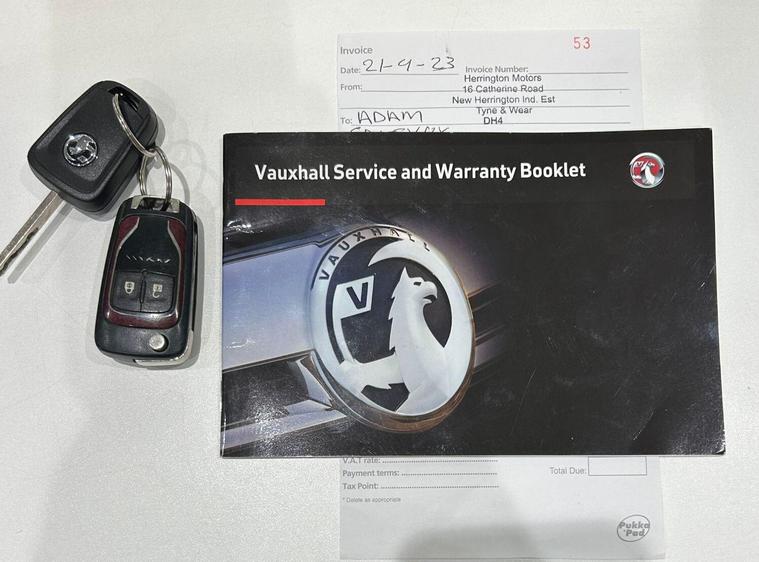 Invoice
53
Date: 21-9-23 Invoice Number:
Herrington Motors
From: 16 Catherine Road
New Herrington Ind. Est
Tyne & Wear
To: ADAM DH4
Vauxhall Service and Warranty Booklet
VAUXHALL
V
V.A.T rate:
Payment terms:
Total Due:
Tax Point:
* Delete as appropriate
Pukka
Pad